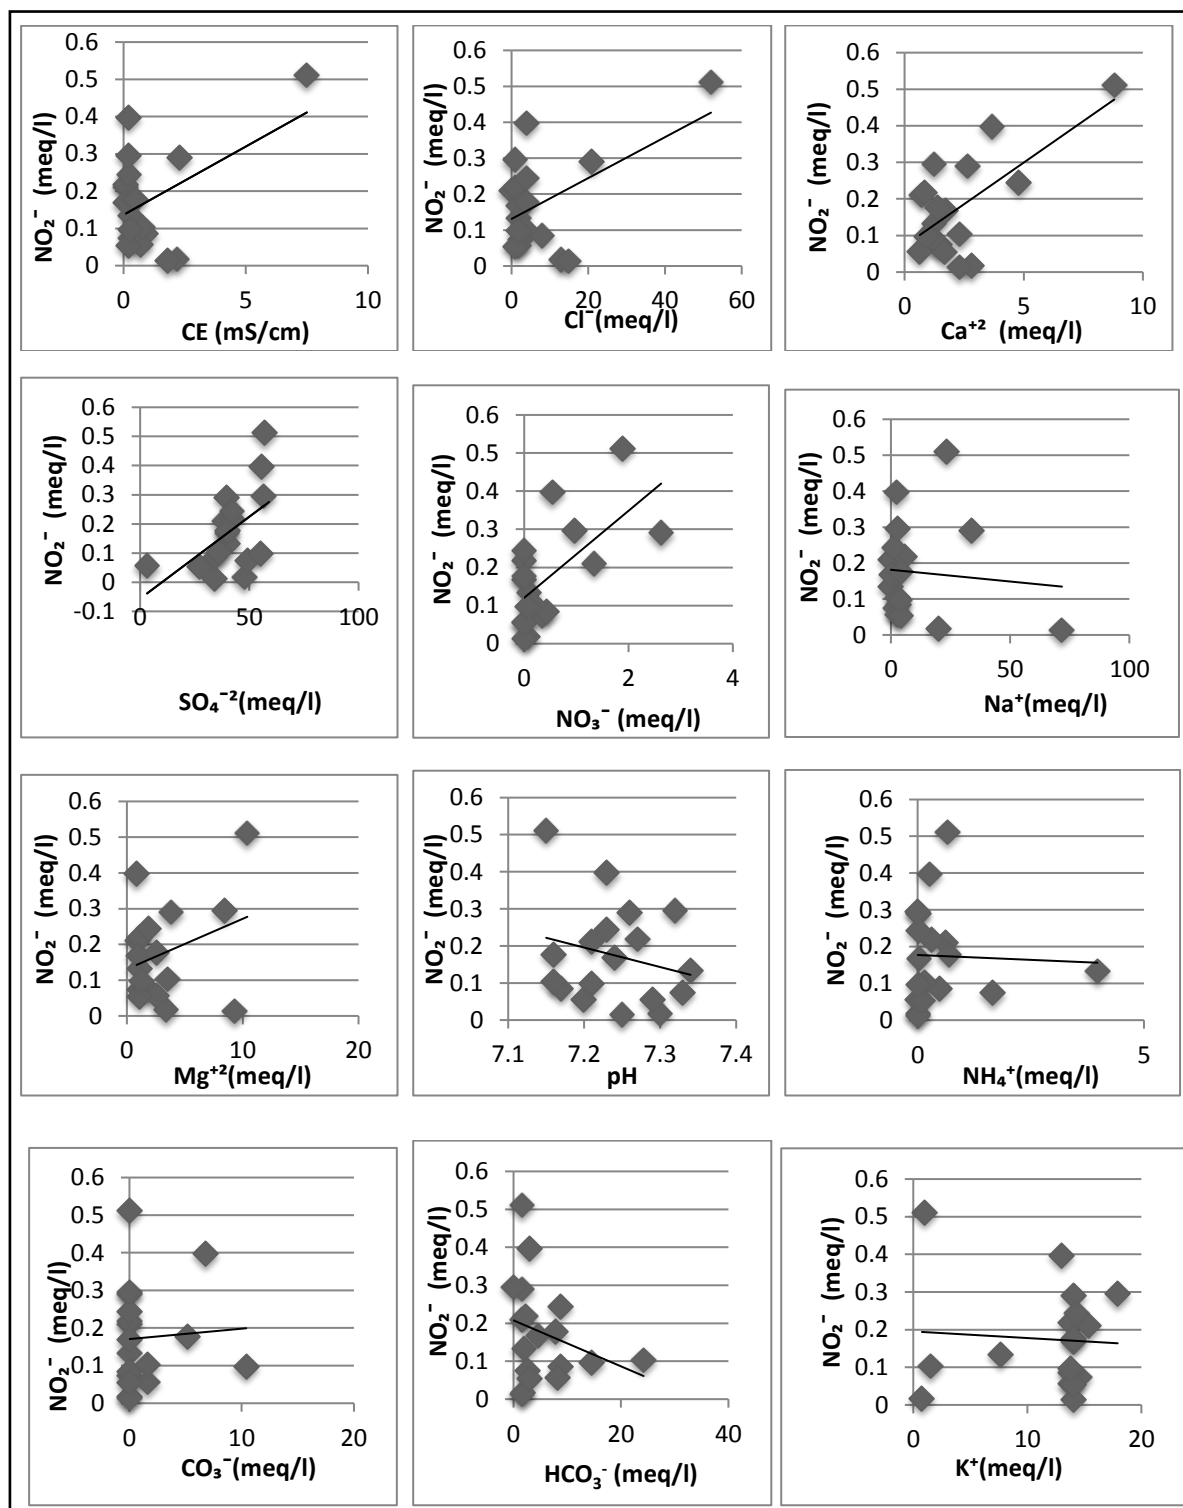 NO₂⁻ (meq/l)
0.6
0.5
0.4
0.3
0.2
0.1
0
0 5 10
CE (mS/cm)
NO₂⁻ (meq/l)
0.6
0.5
0.4
0.3
0.2
0.1
0
0 20 40 60
Cl⁻(meq/l)
NO₂⁻ (meq/l)
0.6
0.5
0.4
0.3
0.2
0.1
0
0 5 10
Ca⁺² (meq/l)
NO₂⁻ (meq/l)
0.6
0.5
0.4
0.3
0.2
0.1
0
-0.1
0 50 100
SO₄⁻²(meq/l)
NO₂⁻ (meq/l)
0.6
0.5
0.4
0.3
0.2
0.1
0
0 2 4
NO₃⁻ (meq/l)
NO₂⁻ (meq/l)
0.6
0.5
0.4
0.3
0.2
0.1
0
0 50 100
Na⁺(meq/l)
NO₂⁻ (meq/l)
0.6
0.5
0.4
0.3
0.2
0.1
0
0 10 20
Mg⁺²(meq/l)
NO₂⁻ (meq/l)
0.6
0.5
0.4
0.3
0.2
0.1
0
7.1 7.2 7.3 7.4
pH
NO₂⁻ (meq/l)
0.6
0.5
0.4
0.3
0.2
0.1
0
0 5
NH₄⁺(meq/l)
NO₂⁻ (meq/l)
0.6
0.5
0.4
0.3
0.2
0.1
0
0 10 20
CO₃⁻(meq/l)
NO₂⁻ (meq/l)
0.6
0.5
0.4
0.3
0.2
0.1
0
0 20 40
HCO₃⁻ (meq/l)
NO₂⁻ (meq/l)
0.6
0.5
0.4
0.3
0.2
0.1
0
0 10 20
K⁺(meq/l)